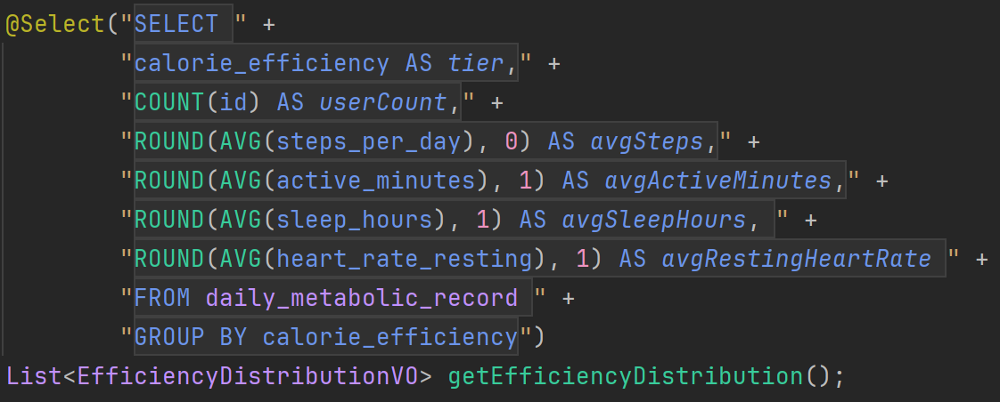 @Select("SELECT " +
"calorie_efficiency AS tier," +
"COUNT(id) AS userCount," +
"ROUND(AVG(steps_per_day), 0) AS avgSteps," +
"ROUND(AVG(active_minutes), 1) AS avgActiveMinutes," +
"ROUND(AVG(sleep_hours), 1) AS avgSleepHours, " +
"ROUND(AVG(heart_rate_resting), 1) AS avgRestingHeartRate " +
"FROM daily_metabolic_record " +
"GROUP BY calorie_efficiency")
List<EfficiencyDistributionVO> getEfficiencyDistribution();